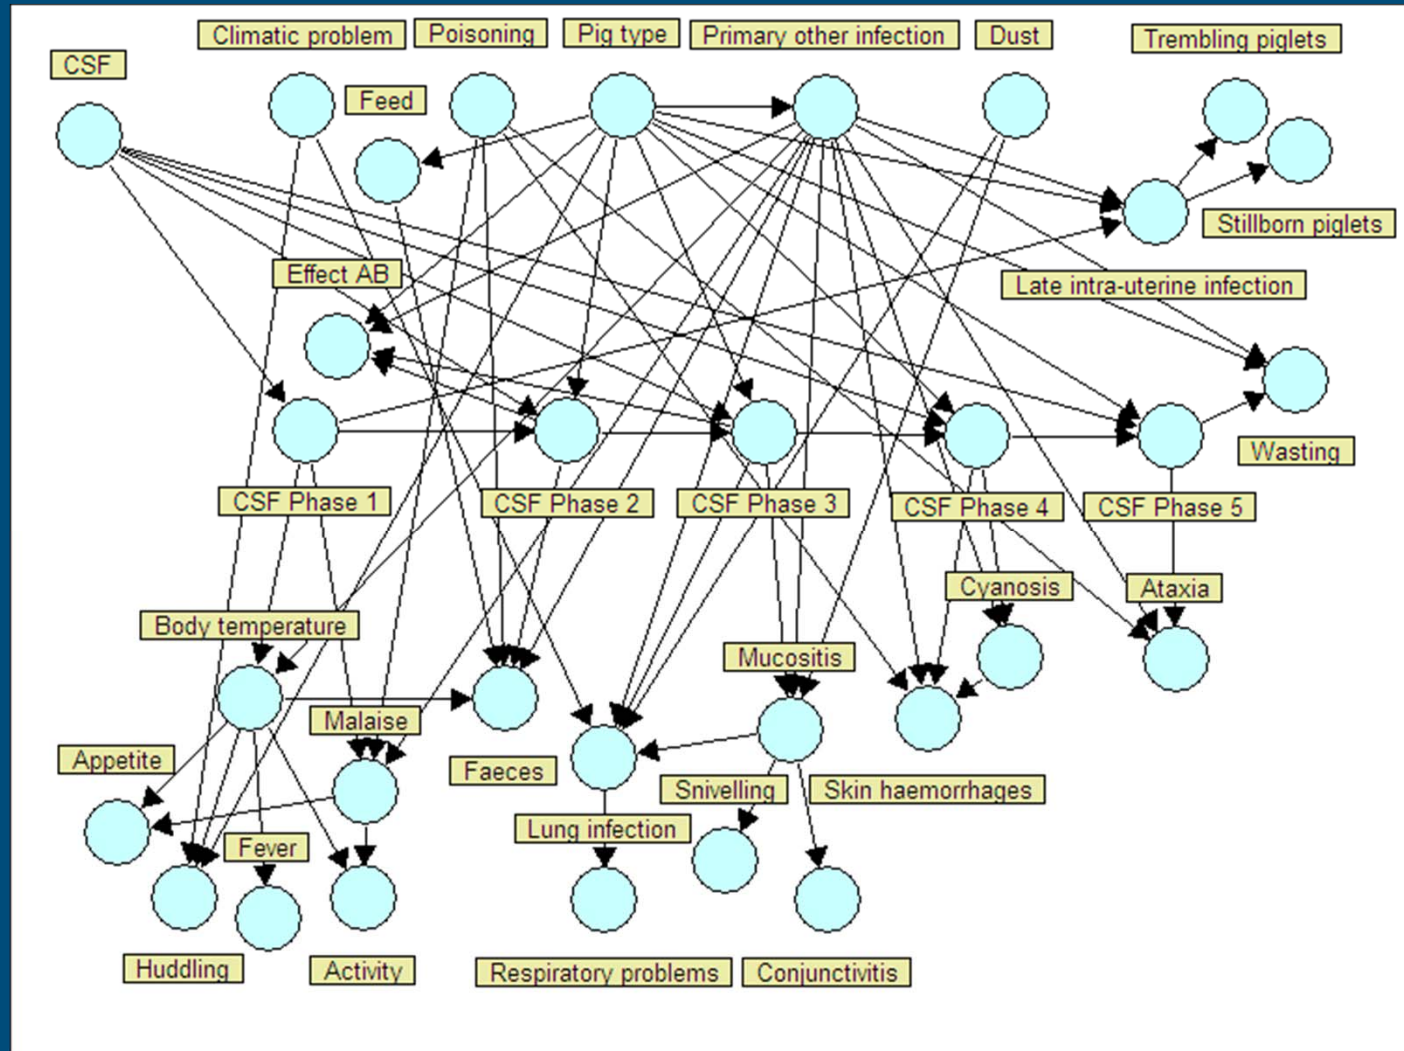 Climatic problem
Poisoning
Pig type
Primary other infection
Dust
Trembling piglets
CSF
Feed
Stillborn piglets
Effect AB
Late intra-uterine infection
Wasting
CSF Phase 1
CSF Phase 2
CSF Phase 3
CSF Phase 4
CSF Phase 5
Cyanosis
Ataxia
Body temperature
Mucositis
Malaise
Appetite
Faeces
Snivelling
Skin haemorrhages
Lung infection
Fever
Huddling
Activity
Respiratory problems
Conjunctivitis